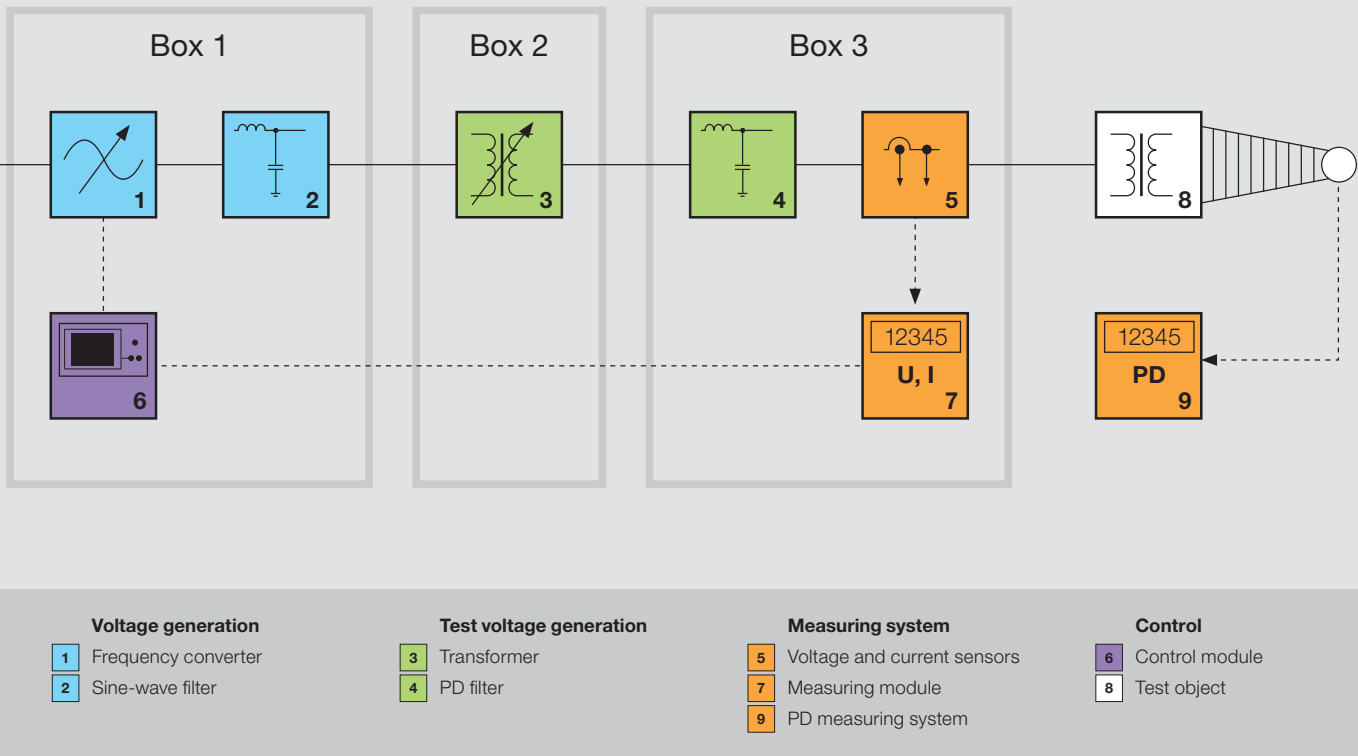 Box 1
Box 2
Box 3
1
2
3
4
5
8
6
12345
U, I
7
12345
PD
9
Voltage generation
1 Frequency converter
2 Sine-wave filter
Test voltage generation
3 Transformer
4 PD filter
Measuring system
5 Voltage and current sensors
7 Measuring module
9 PD measuring system
Control
6 Control module
8 Test object